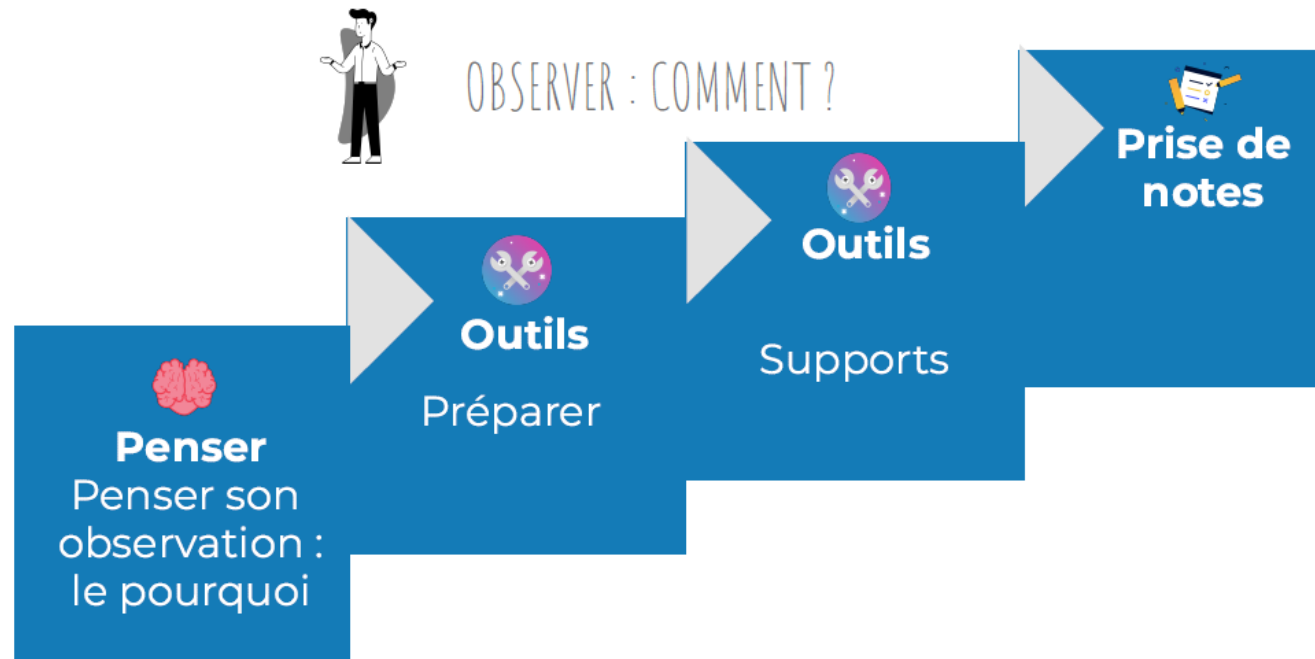 OBSERVER : COMMENT ?
Penser
Penser son
observation :
le pourquoi
Outils
Préparer
Outils
Supports
Prise de
notes